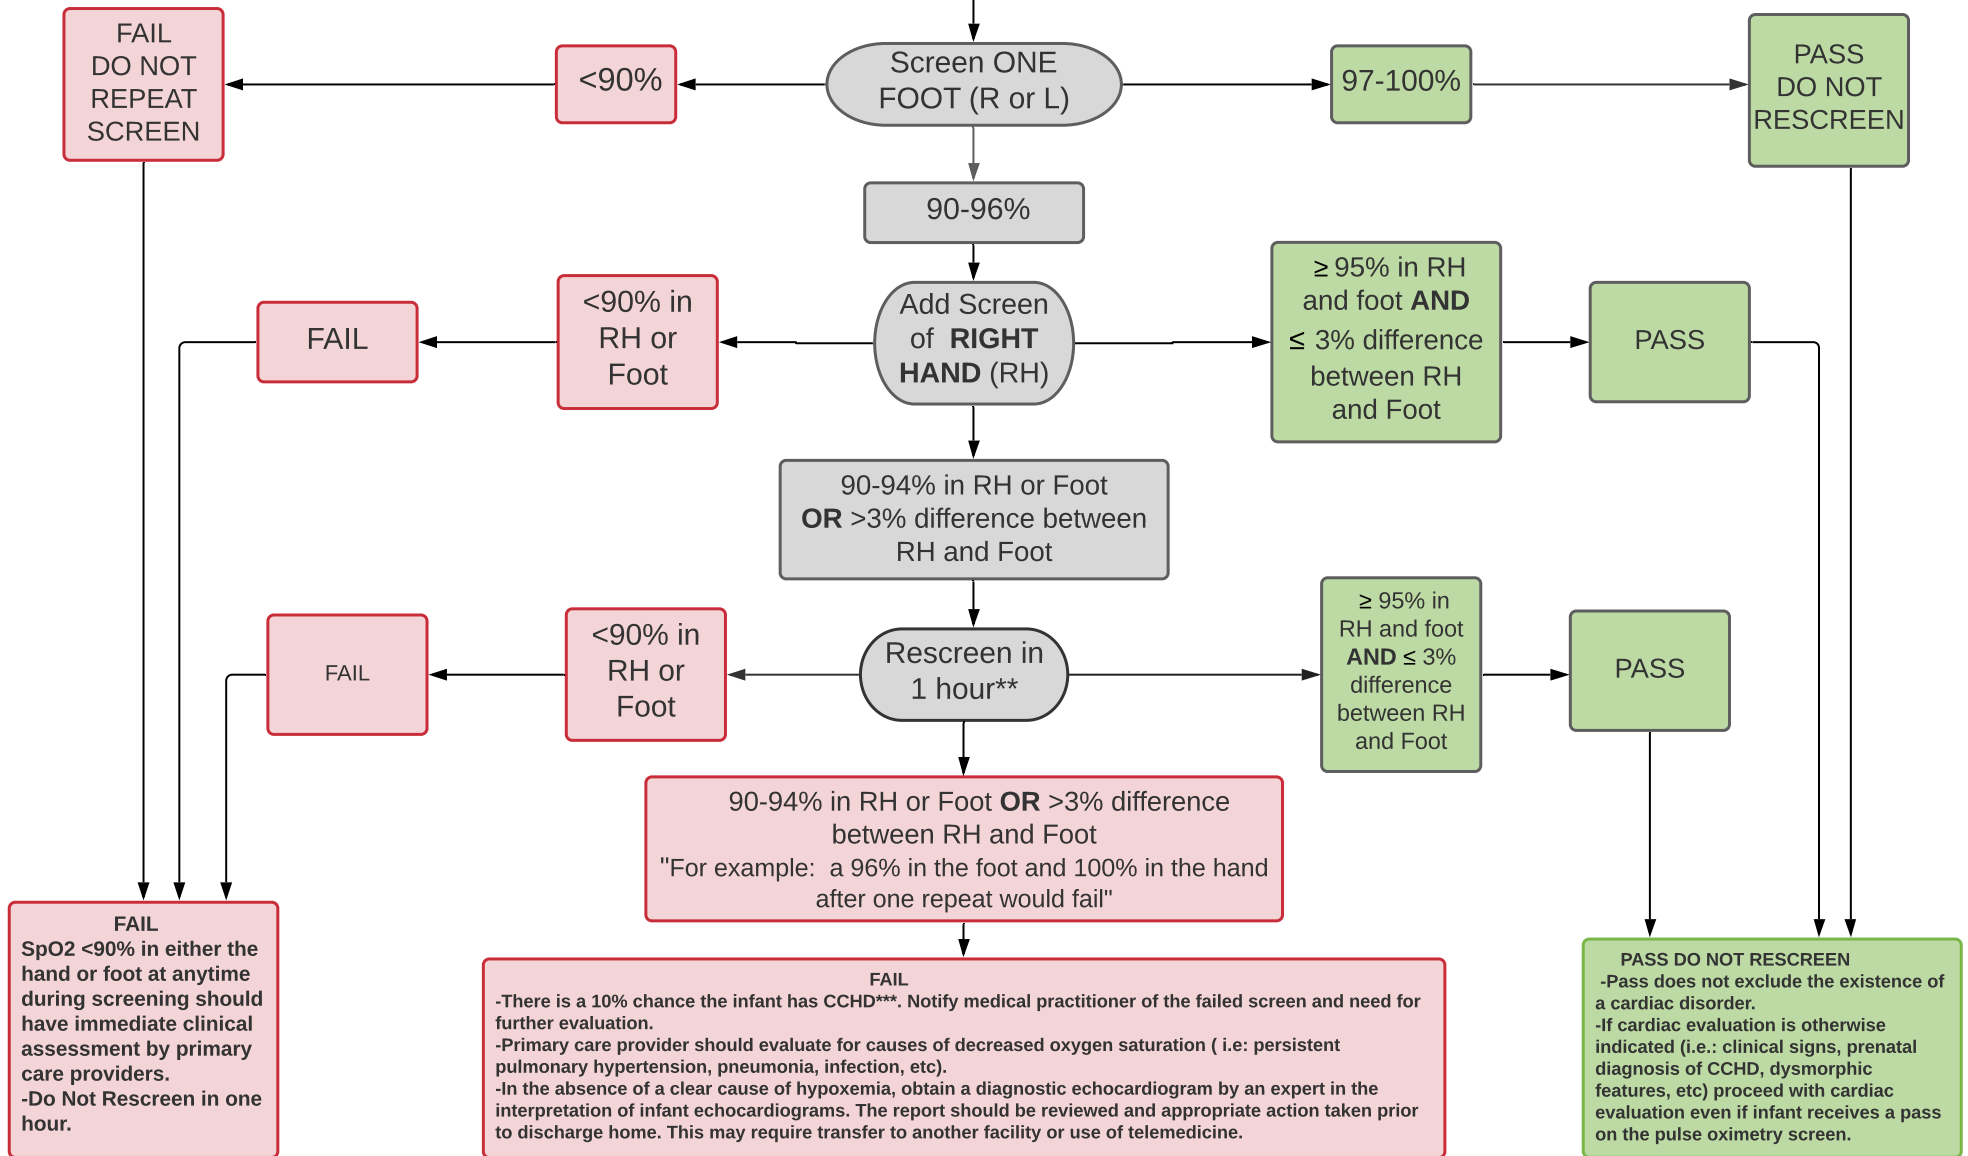 FAIL
DO NOT
REPEAT
SCREEN
<90%
Screen ONE
FOOT (R or L)
97-100%
PASS
DO NOT
RESCREEN
90-96%
FAIL
<90% in
RH or
Foot
Add Screen
of RIGHT
HAND (RH)
≥ 95% in RH
and foot AND
≤ 3% difference
between RH
and Foot
PASS
90-94% in RH or Foot
OR >3% difference between
RH and Foot
FAIL
<90% in
RH or
Foot
Rescreen in
1 hour**
≥ 95% in
RH and foot
AND ≤ 3%
difference
between RH
and Foot
PASS
90-94% in RH or Foot OR >3% difference
between RH and Foot
"For example:  a 96% in the foot and 100% in the hand
after one repeat would fail"
FAIL
SpO2 <90% in either the
hand or foot at anytime
during screening should
have immediate clinical
assessment by primary
care providers.
-Do Not Rescreen in one
hour.
FAIL
-There is a 10% chance the infant has CCHD***. Notify medical practitioner of the failed screen and need for
further evaluation.
-Primary care provider should evaluate for causes of decreased oxygen saturation ( i.e: persistent
pulmonary hypertension, pneumonia, infection, etc).
-In the absence of a clear cause of hypoxemia, obtain a diagnostic echocardiogram by an expert in the
interpretation of infant echocardiograms. The report should be reviewed and appropriate action taken prior
to discharge home. This may require transfer to another facility or use of telemedicine.
PASS DO NOT RESCREEN
-Pass does not exclude the existence of
a cardiac disorder.
-If cardiac evaluation is otherwise
indicated (i.e.: clinical signs, prenatal
diagnosis of CCHD, dysmorphic
features, etc) proceed with cardiac
evaluation even if infant receives a pass
on the pulse oximetry screen.